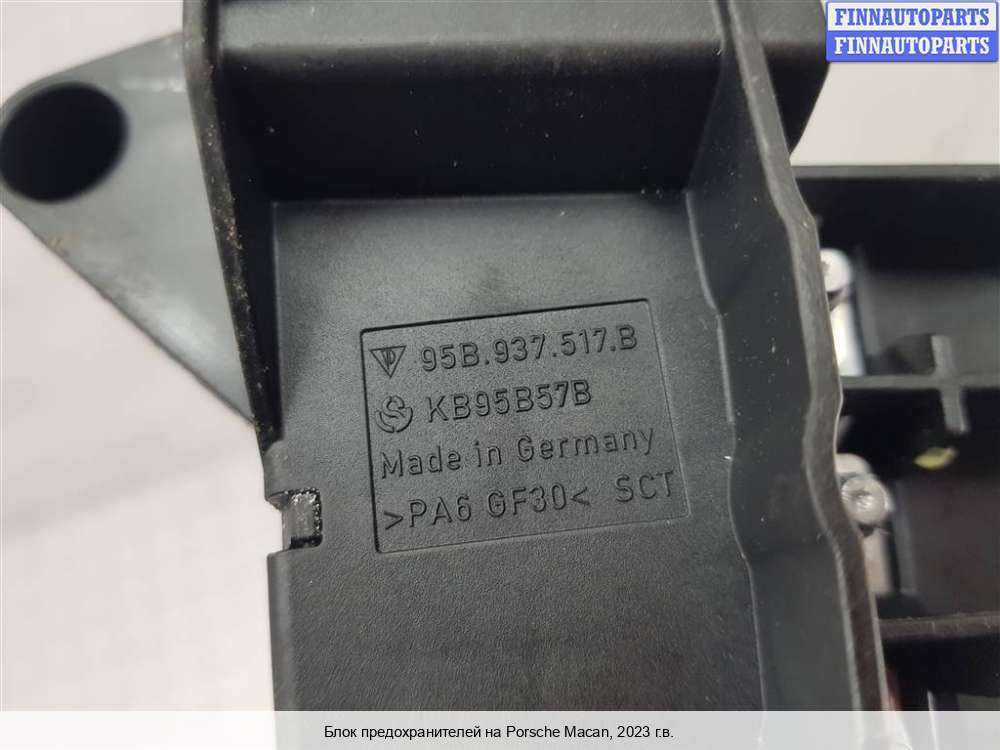 FINNAUTOPARTS
FINNAUTOPARTS
95B.937.517.B
KB95B57B
Made in Germany
>PA6 GF30< SCT
Блок предохранителей на Porsche Macan, 2023 г.в.